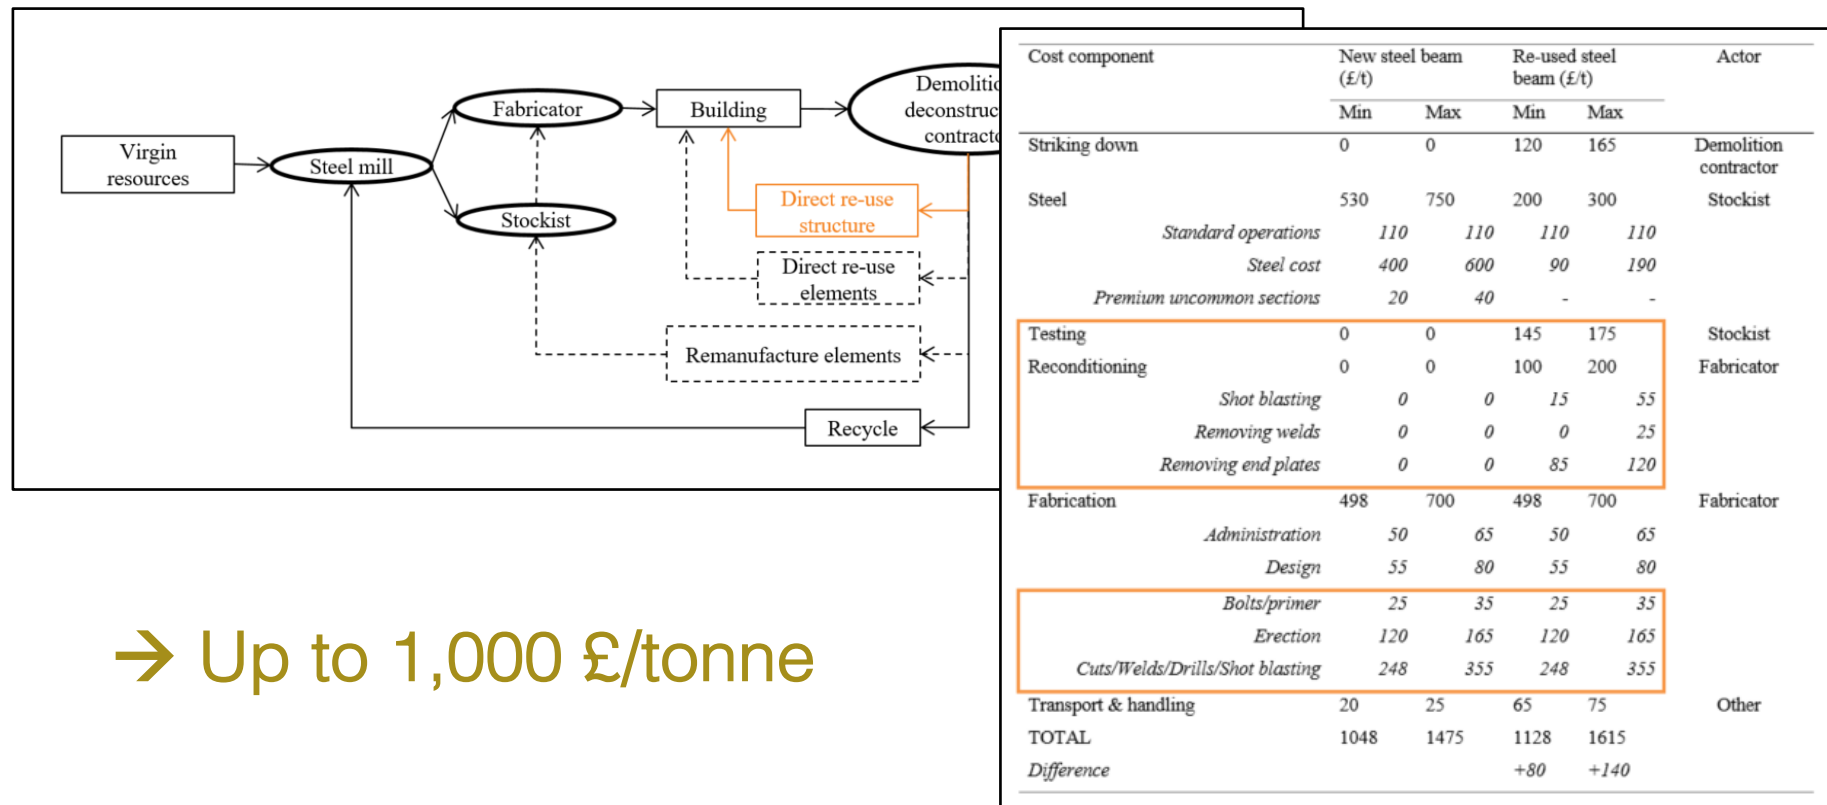 Virgin
resources
Steel mill
Fabricator
Stockist
Building
Demolitio
deconstruc
contracto
Direct re-use
structure
Direct re-use
elements
Remanufacture elements
Recycle
→ Up to 1,000 £/tonne
Cost component New steel beam (£/t) Re-used steel beam (£/t) Actor
Min Max Min Max
Striking down 0 0 120 165 Demolition contractor
Steel 530 750 200 300 Stockist
Standard operations 110 110 110 110
Steel cost 400 600 90 190
Premium uncommon sections 20 40 - -
Testing 0 0 145 175 Stockist
Reconditioning 0 0 100 200 Fabricator
Shot blasting 0 0 15 55
Removing welds 0 0 0 25
Removing end plates 0 0 85 120
Fabrication 498 700 498 700 Fabricator
Administration 50 65 50 65
Design 55 80 55 80
Bolts/primer 25 35 25 35
Erection 120 165 120 165
Cuts/Welds/Drills/Shot blasting 248 355 248 355
Transport & handling 20 25 65 75 Other
TOTAL 1048 1475 1128 1615
Difference +80 +140